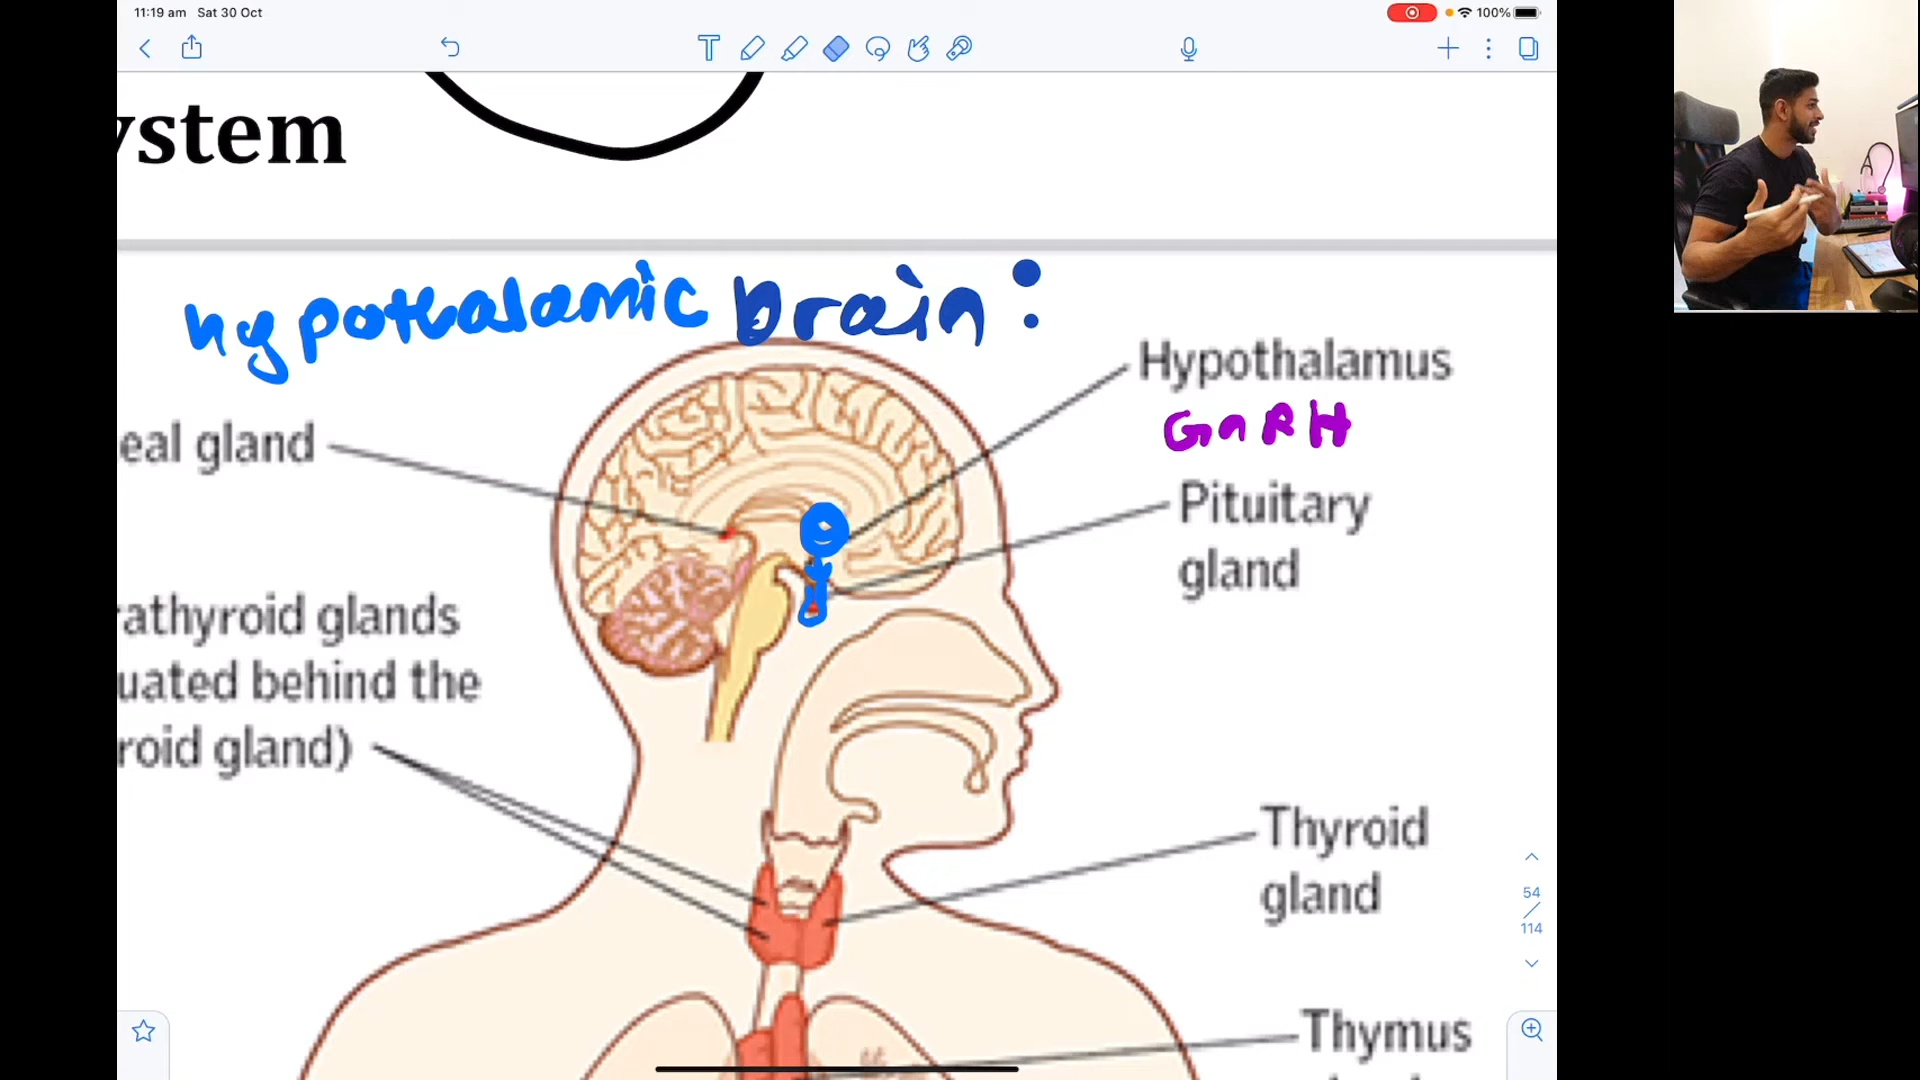 11:19 am Sat 30 Oct
100%
ystem
hypothalamic brain:
Hypothalamus
GnRH
eal gland
Pituitary
gland
rathyroid glands
uated behind the
roid gland)
Thyroid
gland
54
114
Thymus